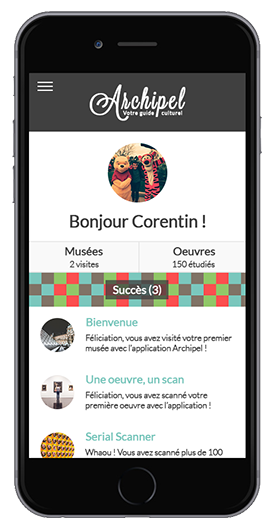 Archipel
Votre guide culturel
Bonjour Corentin !
Musées
2 visites
Oeuvres
150 étudiés
Succès (3)
Bienvenue
Féliciation, vous avez visité votre premier
musée avec l'application Archipel !
Une oeuvre, un scan
Féliciation, vous avez scanné votre
première oeuvre avec l'application !
Serial Scanner
Whaou ! Vous avez scanné plus de 100